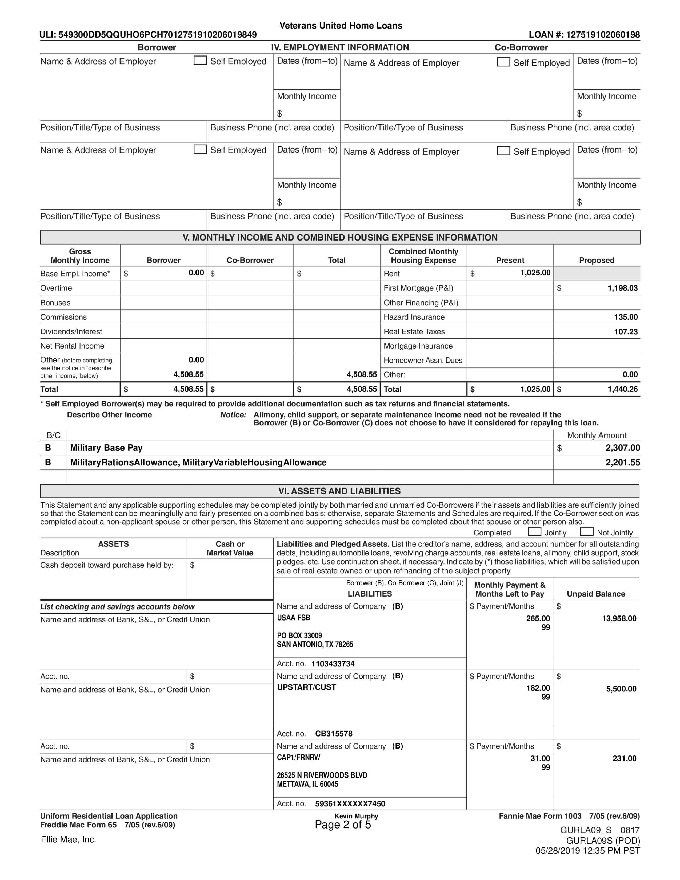 Veterans United Home Loans
ULI: 549300DD5QQUHO6PCH7012751910206019849 LOAN #: 127519102060198
Borrower IV. EMPLOYMENT INFORMATION Co-Borrower
Name & Address of Employer Self Employed Dates (from–to) Name & Address of Employer Self Employed Dates (from–to)
Monthly Income Monthly Income
$ $
Position/Title/Type of Business Business Phone (incl. area code) Position/Title/Type of Business Business Phone (incl. area code)
Name & Address of Employer Self Employed Dates (from–to) Name & Address of Employer Self Employed Dates (from–to)
Monthly Income Monthly Income
$ $
Position/Title/Type of Business Business Phone (incl. area code) Position/Title/Type of Business Business Phone (incl. area code)
V. MONTHLY INCOME AND COMBINED HOUSING EXPENSE INFORMATION
Gross Monthly Income Borrower Co-Borrower Total Combined Monthly Housing Expense Present Proposed
Base Empl. Income* $ 0.00 $ $ Rent $ 1,025.00
Overtime First Mortgage (P&I) $ 1,198.03
Bonuses Other Financing (P&I)
Commissions Hazard Insurance 135.00
Dividends/Interest Real Estate Taxes 107.23
Net Rental Income Mortgage Insurance
Other (before completing, 0.00 Homeowner Assn. Dues
see the notice in "describe
other income, below) 4,508.55 4,508.55 Other: 0.00
Total $ 4,508.55 $ $ 4,508.55 Total $ 1,025.00 $ 1,440.26
* Self Employed Borrower(s) may be required to provide additional documentation such as tax returns and financial statements.
Describe Other Income Notice: Alimony, child support, or separate maintenance income need not be revealed if the
Borrower (B) or Co-Borrower (C) does not choose to have it considered for repaying this loan.
B/C Monthly Amount
B Military Base Pay $ 2,307.00
B MilitaryRationsAllowance, MilitaryVariableHousingAllowance 2,201.55
VI. ASSETS AND LIABILITIES
This Statement and any applicable supporting schedules may be completed jointly by both married and unmarried Co-Borrowers if their assets and liabilities are sufficiently joined
so that the Statement can be meaningfully and fairly presented on a combined basis; otherwise, separate Statements and Schedules are required. If the Co-Borrower section was
completed about a non-applicant spouse or other person, this Statement and supporting schedules must be completed about that spouse or other person also.
Completed Jointly Not Jointly
ASSETS Cash or Liabilities and Pledged Assets. List the creditor's name, address, and account number for all outstanding
Description Market Value debts, including automobile loans, revolving charge accounts, real estate loans, alimony, child support, stock
Cash deposit toward purchase held by: $ pledges, etc. Use continuation sheet, if necessary. Indicate by (*) those liabilities, which will be satisfied upon
sale of real estate owned or upon refinancing of the subject property.
Borrower (B), Co-Borrower (C), Joint (J) Monthly Payment &
LIABILITIES Months Left to Pay Unpaid Balance
List checking and savings accounts below Name and address of Company (B) $ Payment/Months $
Name and address of Bank, S&L, or Credit Union USAA FSB 265.00 13,958.00
99
PO BOX 33009
SAN ANTONIO, TX 78265
Acct. no. 1103433734
Acct. no. $ Name and address of Company (B) $ Payment/Months $
Name and address of Bank, S&L, or Credit Union UPSTART/CUST 182.00 5,500.00
99
Acct. no. CB315578
Acct. no. $ Name and address of Company (B) $ Payment/Months $
Name and address of Bank, S&L, or Credit Union CAP1/FRNRW 31.00 231.00
99
26525 N RIVERWOODS BLVD
METTAWA, IL 60045
Acct. no. 59361XXXXXX7450
Uniform Residential Loan Application Kevin Murphy Fannie Mae Form 1003 7/05 (rev.6/09)
Freddie Mac Form 65 7/05 (rev.6/09) Page 2 of 5
GURLA09_S 0817
Ellie Mae, Inc. GURLA09S (POD)
05/28/2019 12:35 PM PST